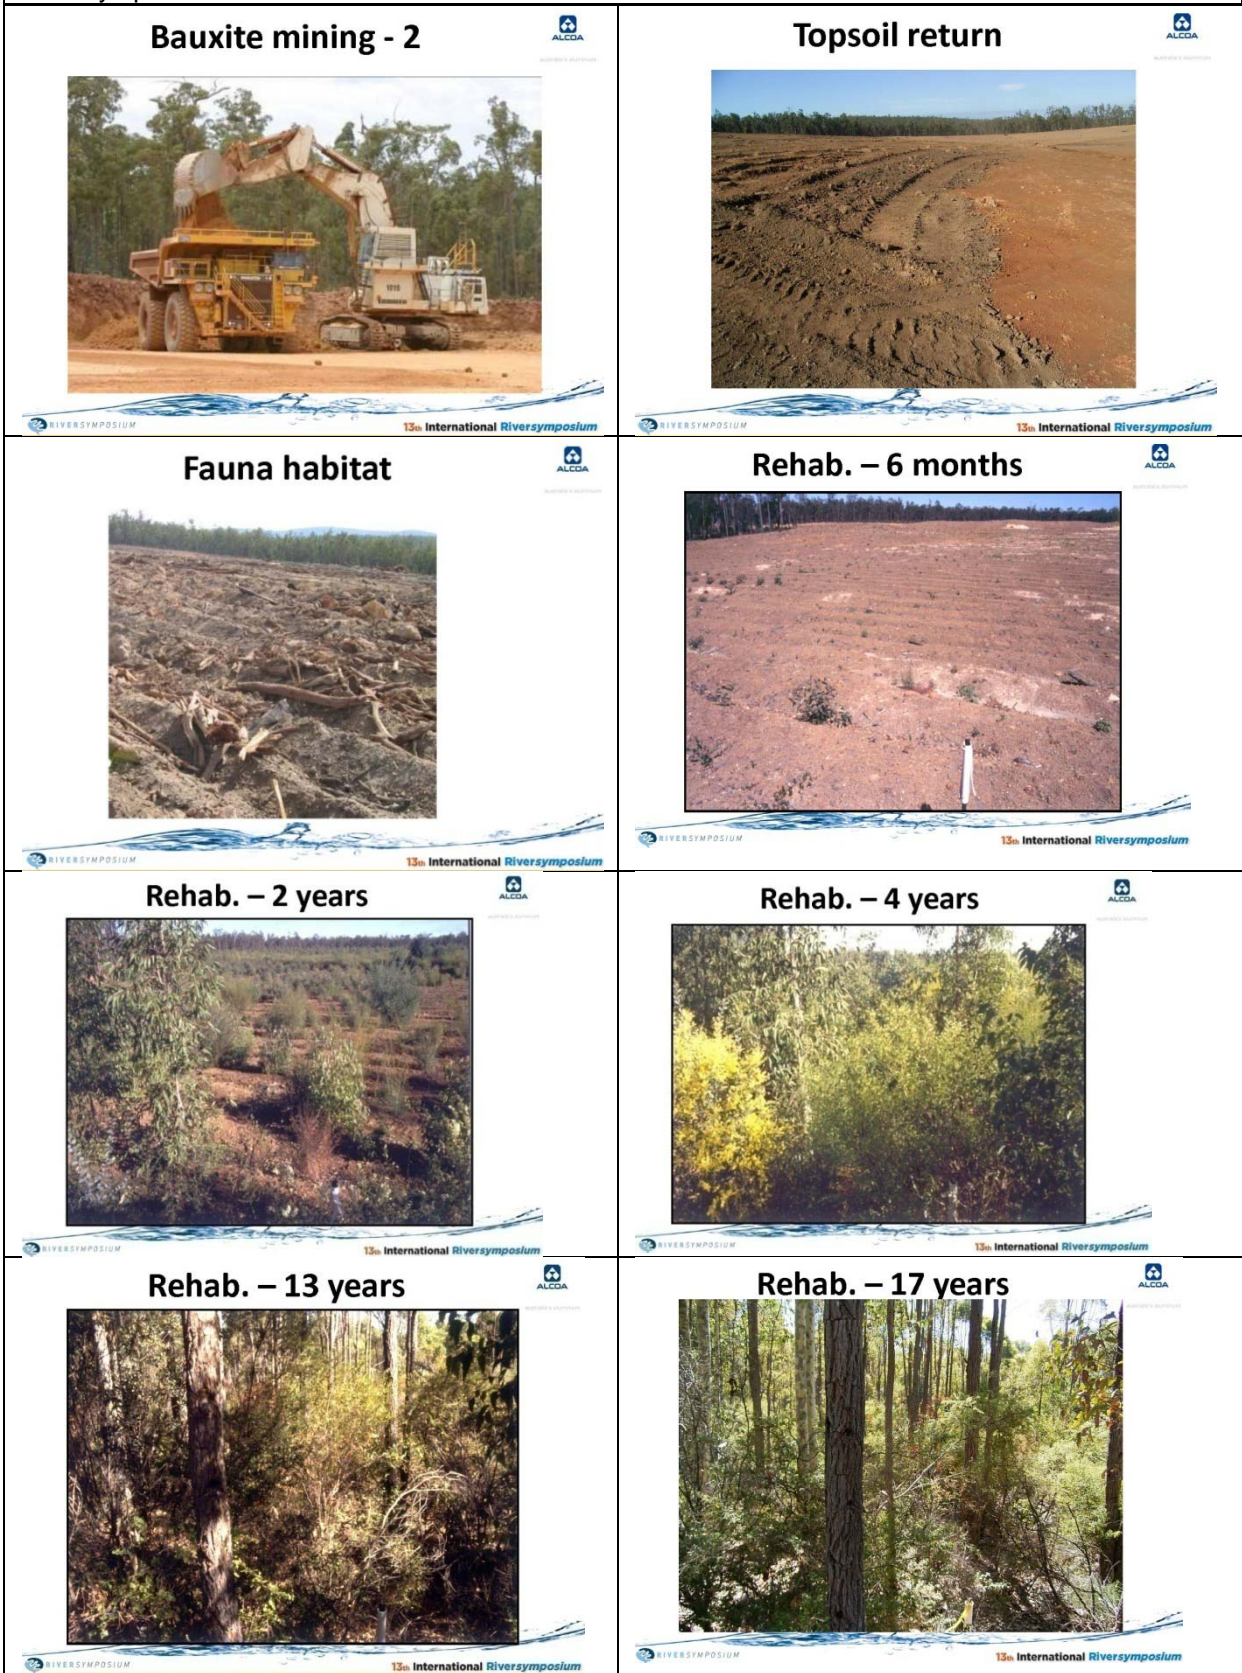 Bauxite mining - 2
ALCOA
RIVERSYMPOSIUM
13th International Riversymposium
Topsoil return
ALCOA
RIVERSYMPOSIUM
13th International Riversymposium
Fauna habitat
ALCOA
RIVERSYMPOSIUM
13th International Riversymposium
Rehab. – 6 months
ALCOA
RIVERSYMPOSIUM
13th International Riversymposium
Rehab. – 2 years
ALCOA
RIVERSYMPOSIUM
13th International Riversymposium
Rehab. – 4 years
ALCOA
RIVERSYMPOSIUM
13th International Riversymposium
Rehab. – 13 years
ALCOA
RIVERSYMPOSIUM
13th International Riversymposium
Rehab. – 17 years
ALCOA
RIVERSYMPOSIUM
13th International Riversymposium